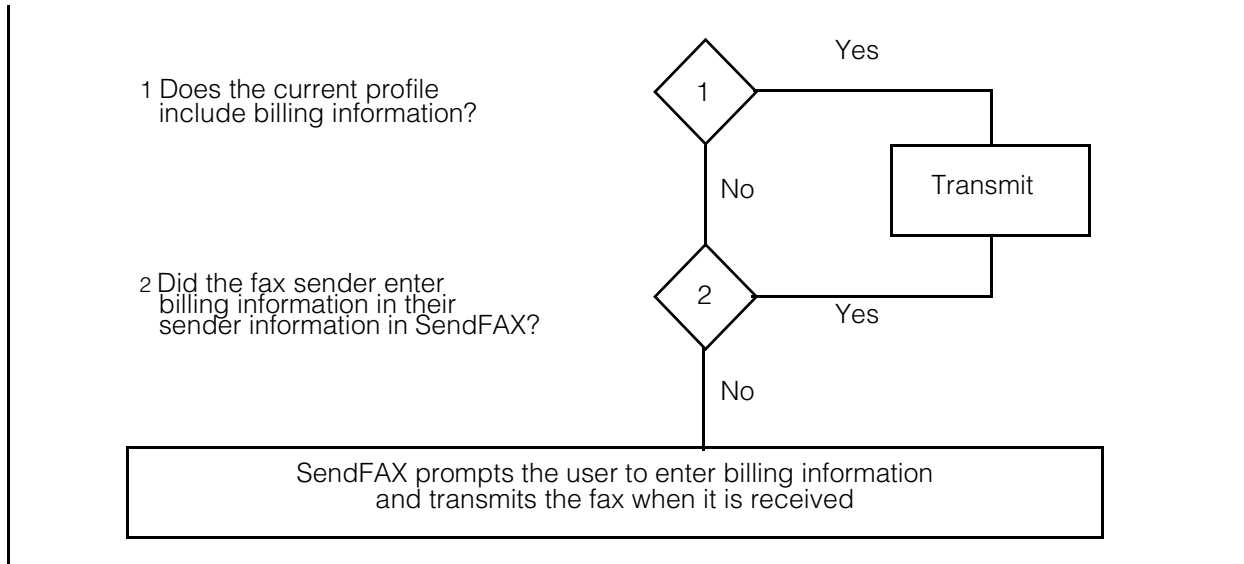 Yes
1 Does the current profile
include billing information?
1
Transmit
No
2 Did the fax sender enter
billing information in their
sender information in SendFAX?
2
Yes
No
SendFAX prompts the user to enter billing information
and transmits the fax when it is received